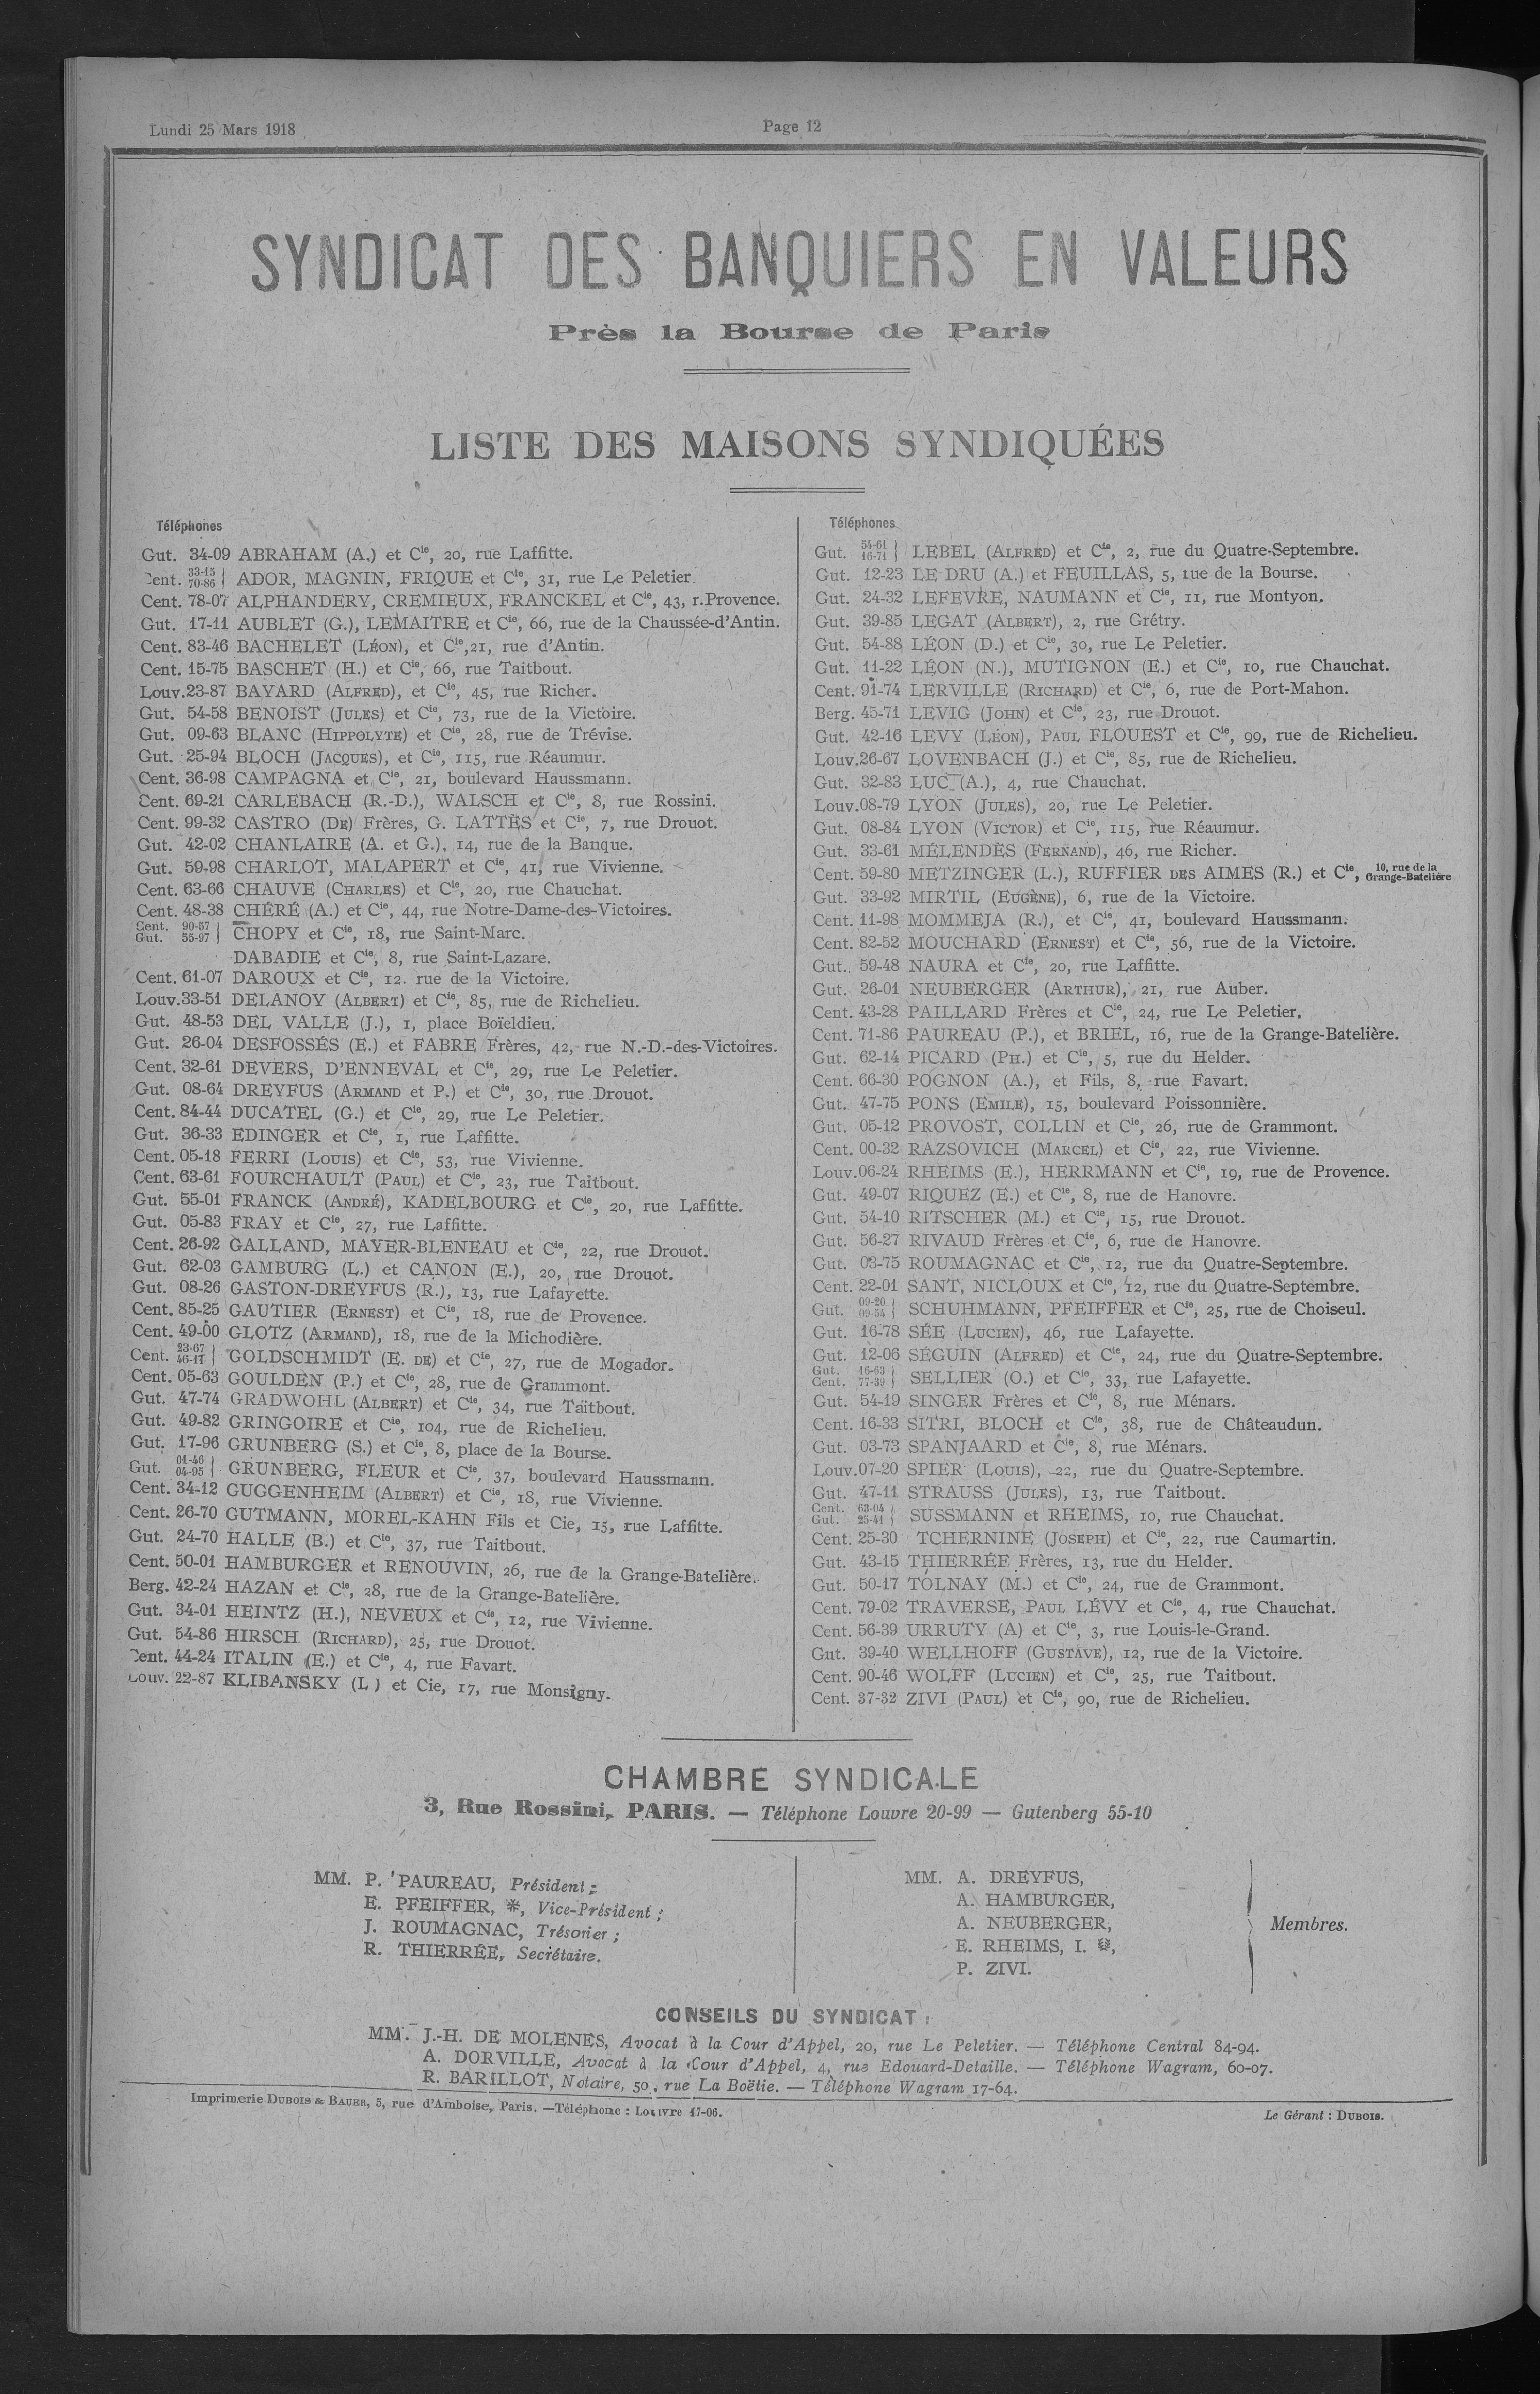 Lundi 25 Mars 1918
Page 12
SYNDICAT DES BANQUIERS EN VALEURS
Près la Bourse de Paris
LISTE DES MAISONS SYNDIQUÉES
Téléphones
Gut. 34-09 ABRAHAM (A.) et Cie, 20, rue Laffitte.
Cent. 33-15 70-86 } ADOR, MAGNIN, FRIQUE et Cie, 31, rue Le Peletier.
Cent. 78-07 ALPHANDERY, CREMIEUX, FRANCKEL et Cie, 43, r.Provence.
Gut. 17-11 AUBLET (G.), LEMAITRE et Cie, 66, rue de la Chaussée-d'Antin.
Cent. 83-46 BACHELET (LÉON), et Cie,21, rue d'Antin.
Cent. 15-75 BASCHET (H.) et Cie, 66, rue Taitbout.
Louv.23-87 BAYARD (ALFRED), et Cie, 45, rue Richer.
Gut. 54-58 BENOIST (JULES) et Cie, 73, rue de la Victoire.
Gut. 09-63 BLANC (HIPPOLYTE) et Cie, 28, rue de Trévise.
Gut. 25-94 BLOCH (JACQUES), et Cie, 115, rue Réaumur.
Cent. 36-98 CAMPAGNA et Cie, 21, boulevard Haussmann.
Cent. 69-21 CARLEBACH (R.-D.), WALSCH et Cie, 8, rue Rossini.
Cent. 99-32 CASTRO (DE) Frères, G. LATTÈS et Cie, 7, rue Drouot.
Gut. 42-02 CHANLAIRE (A. et G.), 14, rue de la Banque.
Gut. 59-98 CHARLOT, MALAPERT et Cie, 41, rue Vivienne.
Cent. 63-66 CHAUVE (CHARLES) et Cie, 20, rue Chauchat.
Cent. 48-38 CHÉRÉ (A.) et Cie, 44, rue Notre-Dame-des-Victoires.
Cent. 90-57 Gut. 55-97 } CHOPY et Cie, 18, rue Saint-Marc.
DABADIE et Cie, 8, rue Saint-Lazare.
Cent. 61-07 DAROUX et Cie, 12. rue de la Victoire.
Louv.33-51 DELANOY (ALBERT) et Cie, 85, rue de Richelieu.
Gut. 48-53 DEL VALLE (J.), 1, place Boïeldieu.
Gut. 26-04 DESFOSSÉS (E.) et FABRE Frères, 42, rue N.-D.-des-Victoires.
Cent. 32-61 DEVERS, D'ENNEVAL et Cie, 29, rue Le Peletier.
Gut. 08-64 DREYFUS (ARMAND et P.) et Cie, 30, rue Drouot.
Cent. 84-44 DUCATEL (G.) et Cie, 29, rue Le Peletier.
Gut. 36-33 EDINGER et Cie, 1, rue Laffitte.
Cent. 05-18 FERRI (LOUIS) et Cie, 53, rue Vivienne.
Cent. 63-61 FOURCHAULT (PAUL) et Cie, 23, rue Taitbout.
Gut. 55-01 FRANCK (ANDRÉ), KADELBOURG et Cie, 20, rue Laffitte.
Gut. 05-83 FRAY et Cie, 27, rue Laffitte.
Cent. 26-92 GALLAND, MAYER-BLENEAU et Cie, 22, rue Drouot.
Gut. 62-03 GAMBURG (L.) et CANON (E.), 20, rue Drouot.
Gut. 08-26 GASTON-DREYFUS (R.), 13, rue Lafayette.
Cent. 85-25 GAUTIER (ERNEST) et Cie, 18, rue de Provence.
Cent. 49-00 GLOTZ (ARMAND), 18, rue de la Michodière.
Cent. 23-67 46-1 } GOLDSCHMIDT (E. DE) et Cie, 27, rue de Mogador.
Cent. 05-63 GOULDEN (P.) et Cie, 28, rue de Grammont.
Gut. 47-74 GRADWOHL (ALBERT) et Cie, 34, rue Taitbout.
Gut. 49-82 GRINGOIRE et Cie, 104, rue de Richelieu.
Gut. 17-96 GRUNBERG (S.) et Cie, 8, place de la Bourse.
Gut. 01-46 04-95 } GRUNBERG, FLEUR et Cie, 37, boulevard Haussmann.
Cent. 34-12 GUGGENHEIM (ALBERT) et Cie, 18, rue Vivienne.
Cent. 26-70 GUTMANN, MOREL-KAHN Fils et Cie, 15, rue Laffitte.
Gut. 24-70 HALLE (B.) et Cie, 37, rue Taitbout.
Cent. 50-01 HAMBURGER et RENOUVIN, 26, rue de la Grange-Batelière.
Berg. 42-24 HAZAN et Cie, 28, rue de la Grange-Batelière.
Gut. 34-01 HEINTZ (H.), NEVEUX et Cie, 12, rue Vivienne.
Gut. 54-86 HIRSCH (RICHARD), 25, rue Drouot.
Cent. 44-24 ITALIN (E.) et Cie, 4, rue Favart.
Louv. 22-87 KLIBANSKY (L ) et Cie, 17, rue Monsigny.
Téléphones
Gut. 54-61 16-71 } LEBEL (ALFRED) et Cie, 2, rue du Quatre-Septembre.
Gut. 12-23 LE DRU (A.) et FEUILLAS, 5, rue de la Bourse.
Gut. 24-32 LEFEVRE, NAUMANN et Cie, 11, rue Montyon.
Gut. 39-85 LEGAT (ALBERT), 2, rue Grétry.
Gut. 54-88 LÉON (D.) et Cie, 30, rue Le Peletier.
Gut. 11-22 LÉON (N.), MUTIGNON (E.) et Cie, 10, rue Chauchat.
Cent. 91-74 LERVILLE (RICHARD) et Cie, 6, rue de Port-Mahon.
Berg. 45-71 LEVIG (JOHN) et Cie, 23, rue Drouot.
Gut. 42-16 LEVY (LÉON), PAUL FLOUEST et Cie, 99, rue de Richelieu.
Louv.26-67 LOVENBACH (J.) et Cie, 85, rue de Richelieu.
Gut. 32-83 LUC (A.), 4, rue Chauchat.
Louv.08-79 LYON (JULES), 20, rue Le Peletier.
Gut. 08-84 LYON (VICTOR) et Cie, 115, rue Réaumur.
Gut. 33-61 MÉLENDÈS (FERNAND), 46, rue Richer.
Cent. 59-80 METZINGER (L.), RUFFIER DES AIMES (R.) et Cie, 10, rue de la Grange-Batelière
Gut. 33-92 MIRTIL (EUGÈNE), 6, rue de la Victoire.
Cent. 11-98 MOMMEJA (R.), et Cie, 41, boulevard Haussmann.
Cent. 82-52 MOUCHARD (ERNEST) et Cie, 56, rue de la Victoire.
Gut. 59-48 NAURA et Cie, 20, rue Laffitte.
Gut. 26-01 NEUBERGER (ARTHUR), 21, rue Auber.
Cent. 43-28 PAILLARD Frères et Cie, 24, rue Le Peletier.
Cent. 71-86 PAUREAU (P.), et BRIEL, 16, rue de la Grange-Batelière.
Gut. 62-14 PICARD (PH.) et Cie, 5, rue du Helder.
Cent. 66-30 POGNON (A.), et Fils, 8, rue Favart.
Gut. 47-75 PONS (EMILE), 15, boulevard Poissonnière.
Gut. 05-12 PROVOST, COLLIN et Cie, 26, rue de Grammont.
Cent. 00-32 RAZSOVICH (MARCEL) et Cie, 22, rue Vivienne.
Louv.06-24 RHEIMS (E.), HERRMANN et Cie, 19, rue de Provence.
Gut. 49-07 RIQUEZ (E.) et Cie, 8, rue de Hanovre.
Gut. 54-10 RITSCHER (M.) et Cie, 15, rue Drouot.
Gut. 56-27 RIVAUD Frères et Cie, 6, rue de Hanovre.
Gut. 03-75 ROUMAGNAC et Cie, 12, rue du Quatre-Septembre.
Cent. 22-01 SANT, NICLOUX et Cie, 12, rue du Quatre-Septembre.
Gut. 09-20 09-54 } SCHUHMANN, PFEIFFER et Cie, 25, rue de Choiseul.
Gut. 16-78 SÉE (LUCIEN), 46, rue Lafayette.
Gut. 12-06 SÉGUIN (ALFRED) et Cie, 24, rue du Quatre-Septembre.
Gut. 16-63 Cent. 77-39 } SELLIER (O.) et Cie, 33, rue Lafayette.
Gut. 54-19 SINGER Frères et Cie, 8, rue Ménars.
Cent. 16-33 SITRI, BLOCH et Cie, 38, rue de Châteaudun.
Gut. 03-73 SPANJAARD et Cie, 8, rue Ménars.
Louv.07-20 SPIER (LOUIS), 22, rue du Quatre-Septembre.
Gut. 47-11 STRAUSS (JULES), 13, rue Taitbout.
Cent. 63-04 Gut. 25-41 } SUSSMANN et RHEIMS, 10, rue Chauchat.
Cent. 25-30 TCHERNINE (JOSEPH) et Cie, 22, rue Caumartin.
Gut. 43-15 THIERRÉE Frères, 13, rue du Helder.
Gut. 50-17 TOLNAY (M.) et Cie, 24, rue de Grammont.
Cent. 79-02 TRAVERSE, PAUL LÉVY et Cie, 4, rue Chauchat.
Cent. 56-39 URRUTY (A) et Cie, 3, rue Louis-le-Grand.
Gut. 39-40 WELLHOFF (GUSTAVE), 12, rue de la Victoire.
Cent. 90-46 WOLFF (LUCIEN) et Cie, 25, rue Taitbout.
Cent. 37-32 ZIVI (PAUL) et Cie, 90, rue de Richelieu.
CHAMBRE SYNDICALE
3, Rue Rossini, PARIS. — Téléphone Louvre 20-99 — Gutenberg 55-10
MM. P. PAUREAU, Président ;
E. PFEIFFER, ✻, Vice-Président ;
J. ROUMAGNAC, Trésorier ;
R. THIERRÉE, Secrétaire.
MM. A. DREYFUS,
A. HAMBURGER,
A. NEUBERGER,
E. RHEIMS, I. ,
P. ZIVI.
Membres.
CONSEILS DU SYNDICAT
MM. J.-H. DE MOLENES, Avocat à la Cour d'Appel, 20, rue Le Peletier. — Téléphone Central 84-94.
A. DORVILLE, Avocat à la Cour d'Appel, 4, rue Edouard-Detaille. — Téléphone Wagram, 60-07.
R. BARILLOT, Notaire, 50, rue La Boëtie. — Téléphone Wagram 17-64.
Imprimerie DUBOIS & BAUER, 5, rue d'Amboise, Paris. —Téléphone : Louvre 17-06.
Le Gérant : DUBOIS.